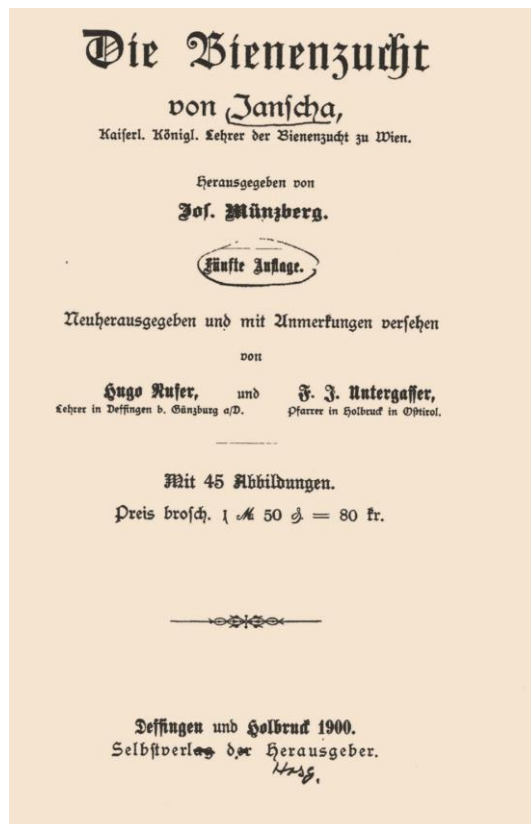 Die Bienenzucht
von Janscha,
Kaiserl. Königl. Lehrer der Bienenzucht zu Wien.
Herausgegeben von
Jos. Münzberg.
Fünfte Auflage.
Neuherausgegeben und mit Anmerkungen versehen
von
Hugo Rufer, und F. J. Untergasser,
Lehrer in Deffingen b. Günzburg a/D. Pfarrer in Holbruck in Osttirol.
Mit 45 Abbildungen.
Preis brosch. 1 ℳ 50 ₰ = 80 kr.
Deffingen und Holbruck 1900.
Selbstverlag der Herausgeber.